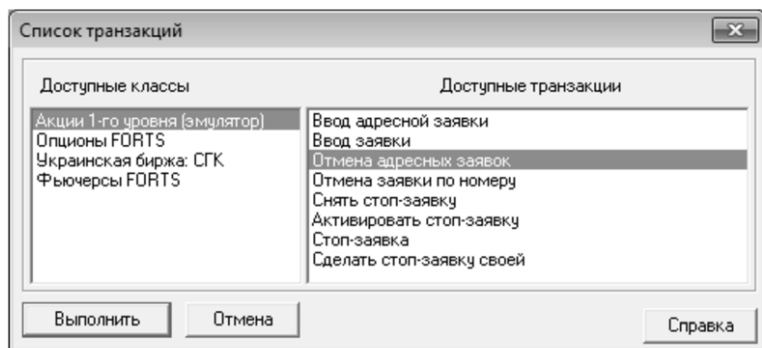 Список транзакций
Доступные классы
Доступные транзакции
Акции 1-го уровня (эмулятор)
Опционы FORTS
Украинская биржа: СГК
Фьючерсы FORTS
Ввод адресной заявки
Ввод заявки
Отмена адресных заявок
Отмена заявки по номеру
Снять стоп-заявку
Активировать стоп-заявку
Стоп-заявка
Сделать стоп-заявку своей
Выполнить
Отмена
Справка